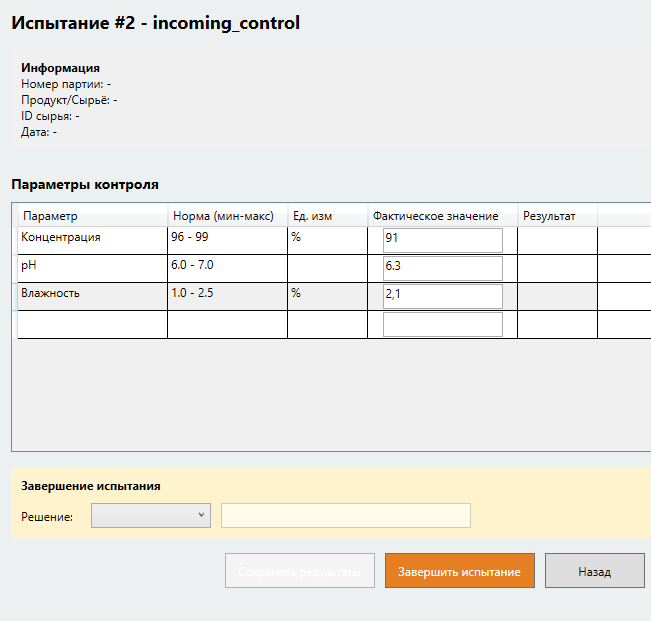 Испытание #2 - incoming_control
Информация
Номер партии: -
Продукт/Сырьё: -
ID сырья: -
Дата: -
Параметры контроля
Параметр Норма (мин-макс) Ед. изм Фактическое значение Результат
Концентрация 96 - 99 % 91
pH 6.0 - 7.0 6.3
Влажность 1.0 - 2.5 % 2,1
Завершение испытания
Решение:
Сохранить результаты Завершить испытание Назад